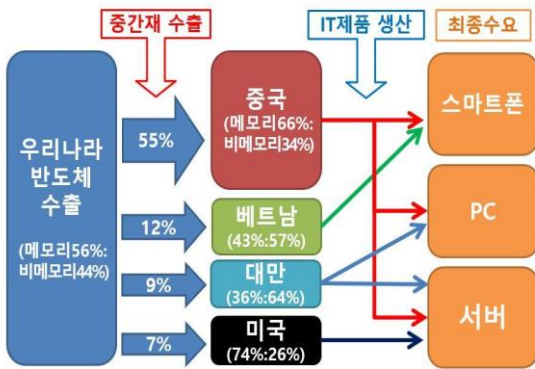 중간재 수출
IT제품 생산
최종수요
우리나라
반도체
수출
(메모리56%:
비메모리44%)
55%
12%
9%
7%
중국
(메모리66%:
비메모리34%)
베트남
(43%:57%)
대만
(36%:64%)
미국
(74%:26%)
스마트폰
PC
서버